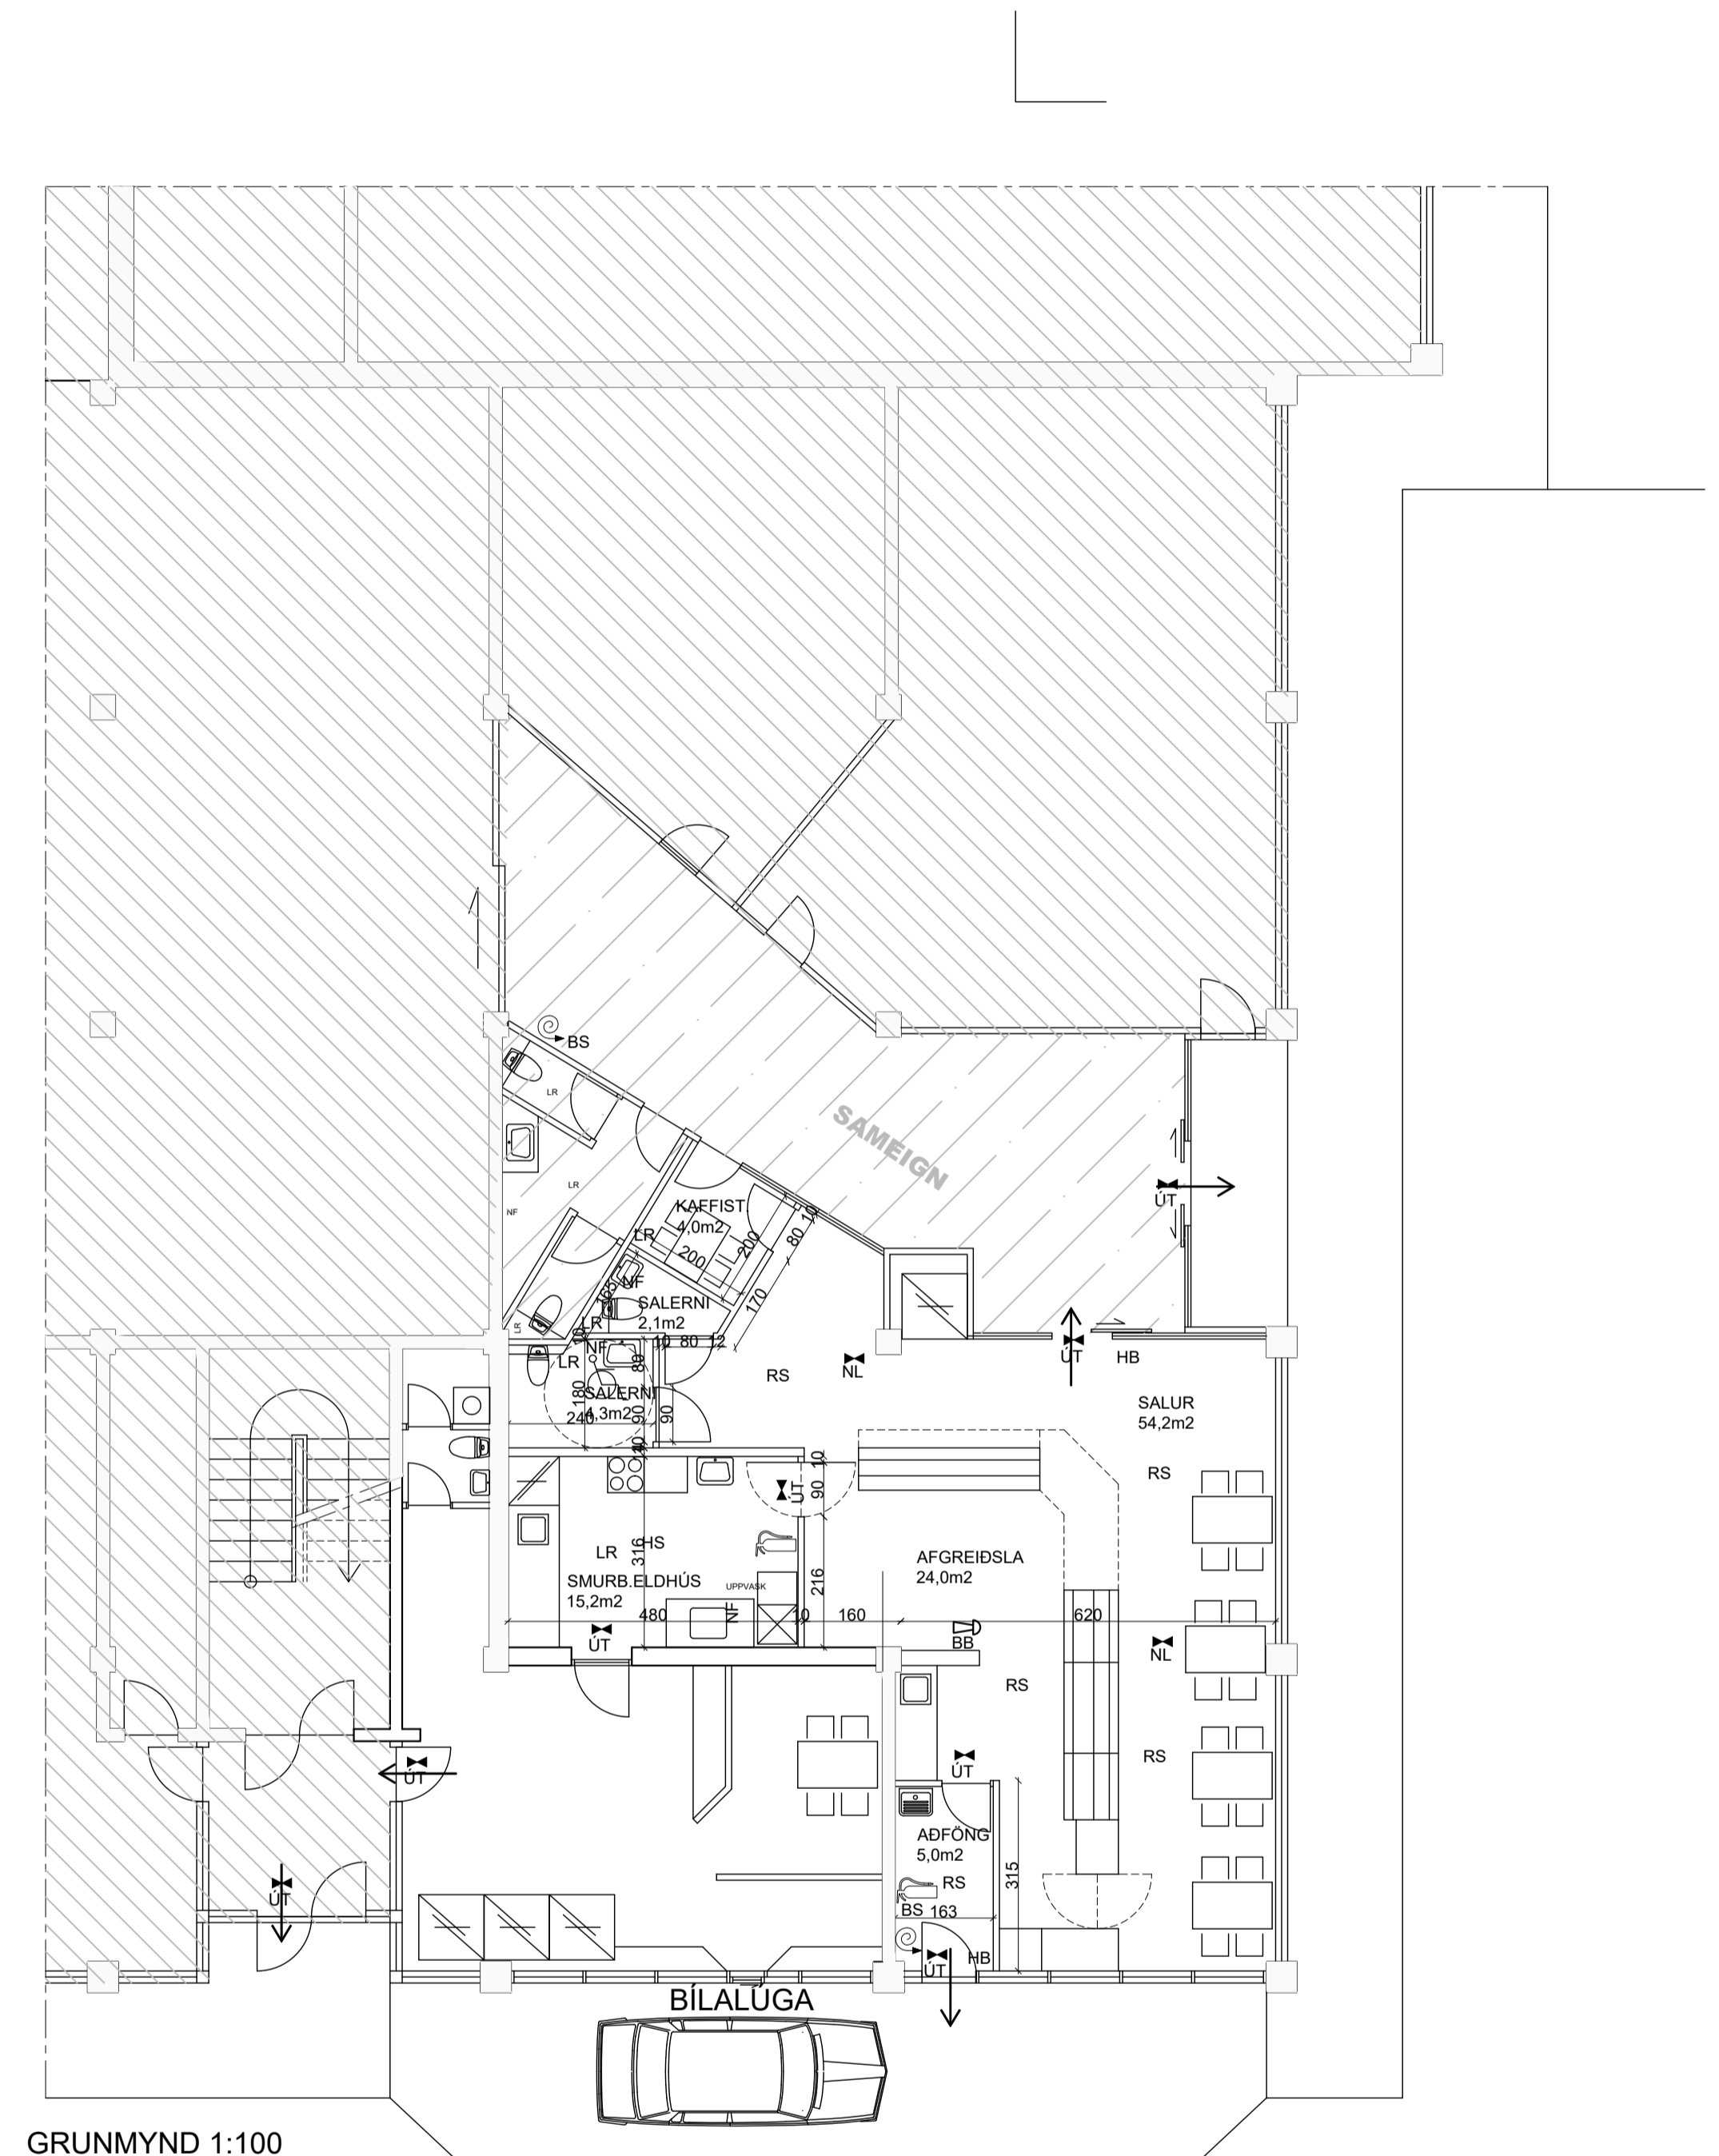 BS
LR
SAMEIGN
LR
ÚT
NF
KAFFIST.
4,0m2
10
LR
80
200
200
NF
165
SALERNI
2,1m2
170
LR
LR
10
10
80
12
NF
ÚT
HB
LR
80
NL
RS
180
SALERNI
4,3m2
240
90
90
SALUR
54,2m2
10
10
RS
90
ÚT
316
HS
LR
AFGREIÐSLA
24,0m2
SMURB.ELDHÚS
15,2m2
UPPVASK
216
NF
480
10
160
620
ÚT
BB
NL
RS
RS
ÚT
ÚT
AÐFÖNG
5,0m2
315
RS
ÚT
BS
163
HB
ÚT
BÍLALÚGA
GRUNMYND 1:100